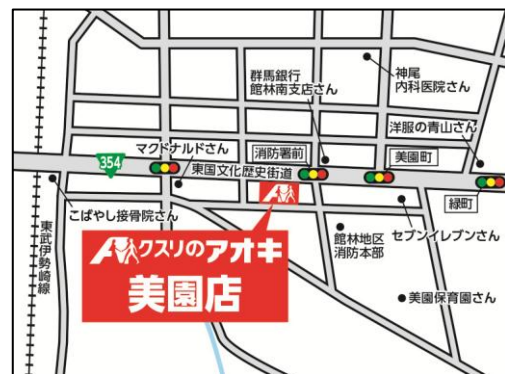 群馬銀行
館林南支店さん
神尾
内科医院さん
マクドナルドさん
消防署前
洋服の青山さん
美園町
354
東国文化歴史街道
こばやし接骨院さん
緑町
セブンイレブンさん
館林地区
消防本部
東武伊勢崎線
クスリのアオキ
美園店
美園保育園さん